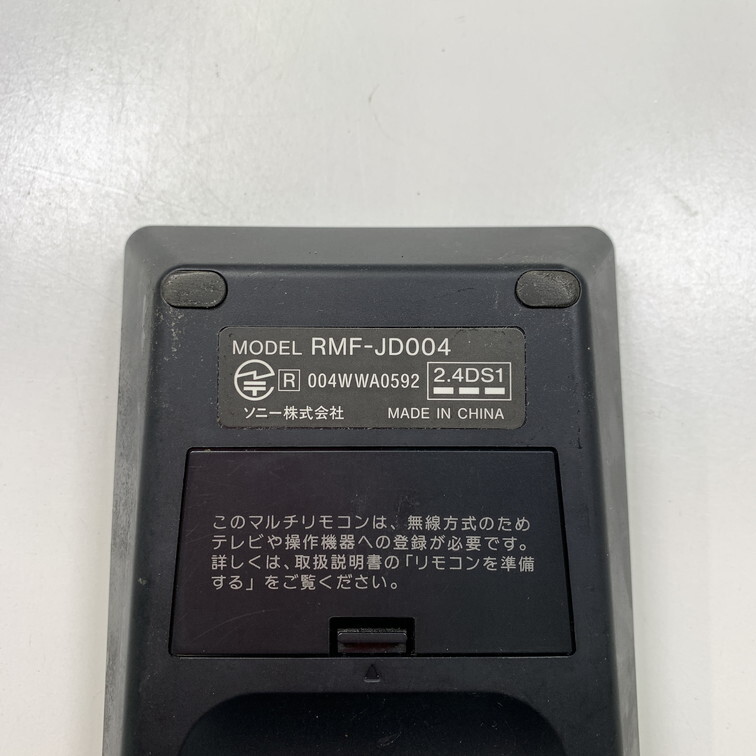 MODEL RMF-JD004
R 004WWA0592 2.4DS1
ソニー株式会社 MADE IN CHINA
このマルチリモコンは、無線方式のため
テレビや操作機器への登録が必要です。
詳しくは、取扱説明書の「リモコンを準備
する」をご覧ください。